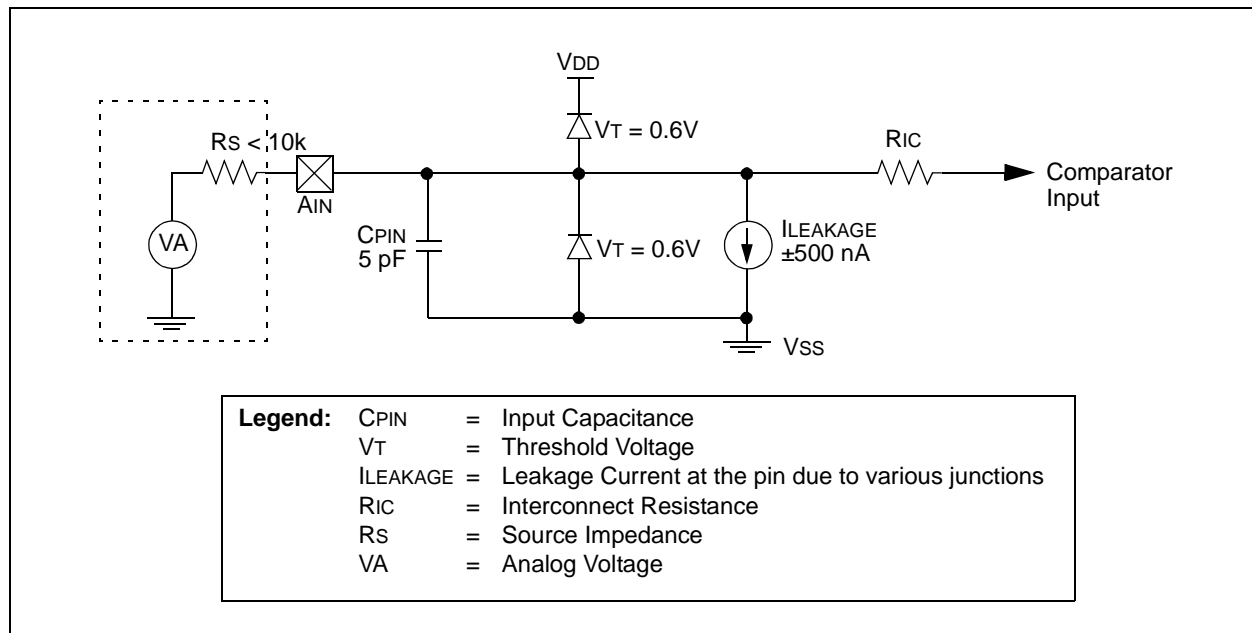 VDD
VT = 0.6V
RS < 10k
RIC
AIN
Comparator
Input
VA
CPIN
5 pF
VT = 0.6V
ILEAKAGE
±500 nA
VSS
Legend: CPIN = Input Capacitance
VT = Threshold Voltage
ILEAKAGE = Leakage Current at the pin due to various junctions
RIC = Interconnect Resistance
RS = Source Impedance
VA = Analog Voltage